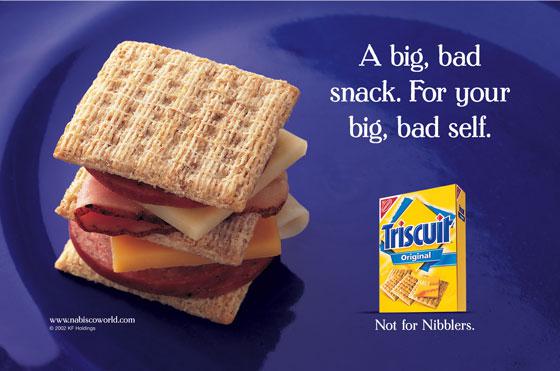 A big, bad
snack. For your
big, bad self.
Triscuit
Original
Not for Nibblers.
www.nabiscoworld.com
© 2002 KF Holdings